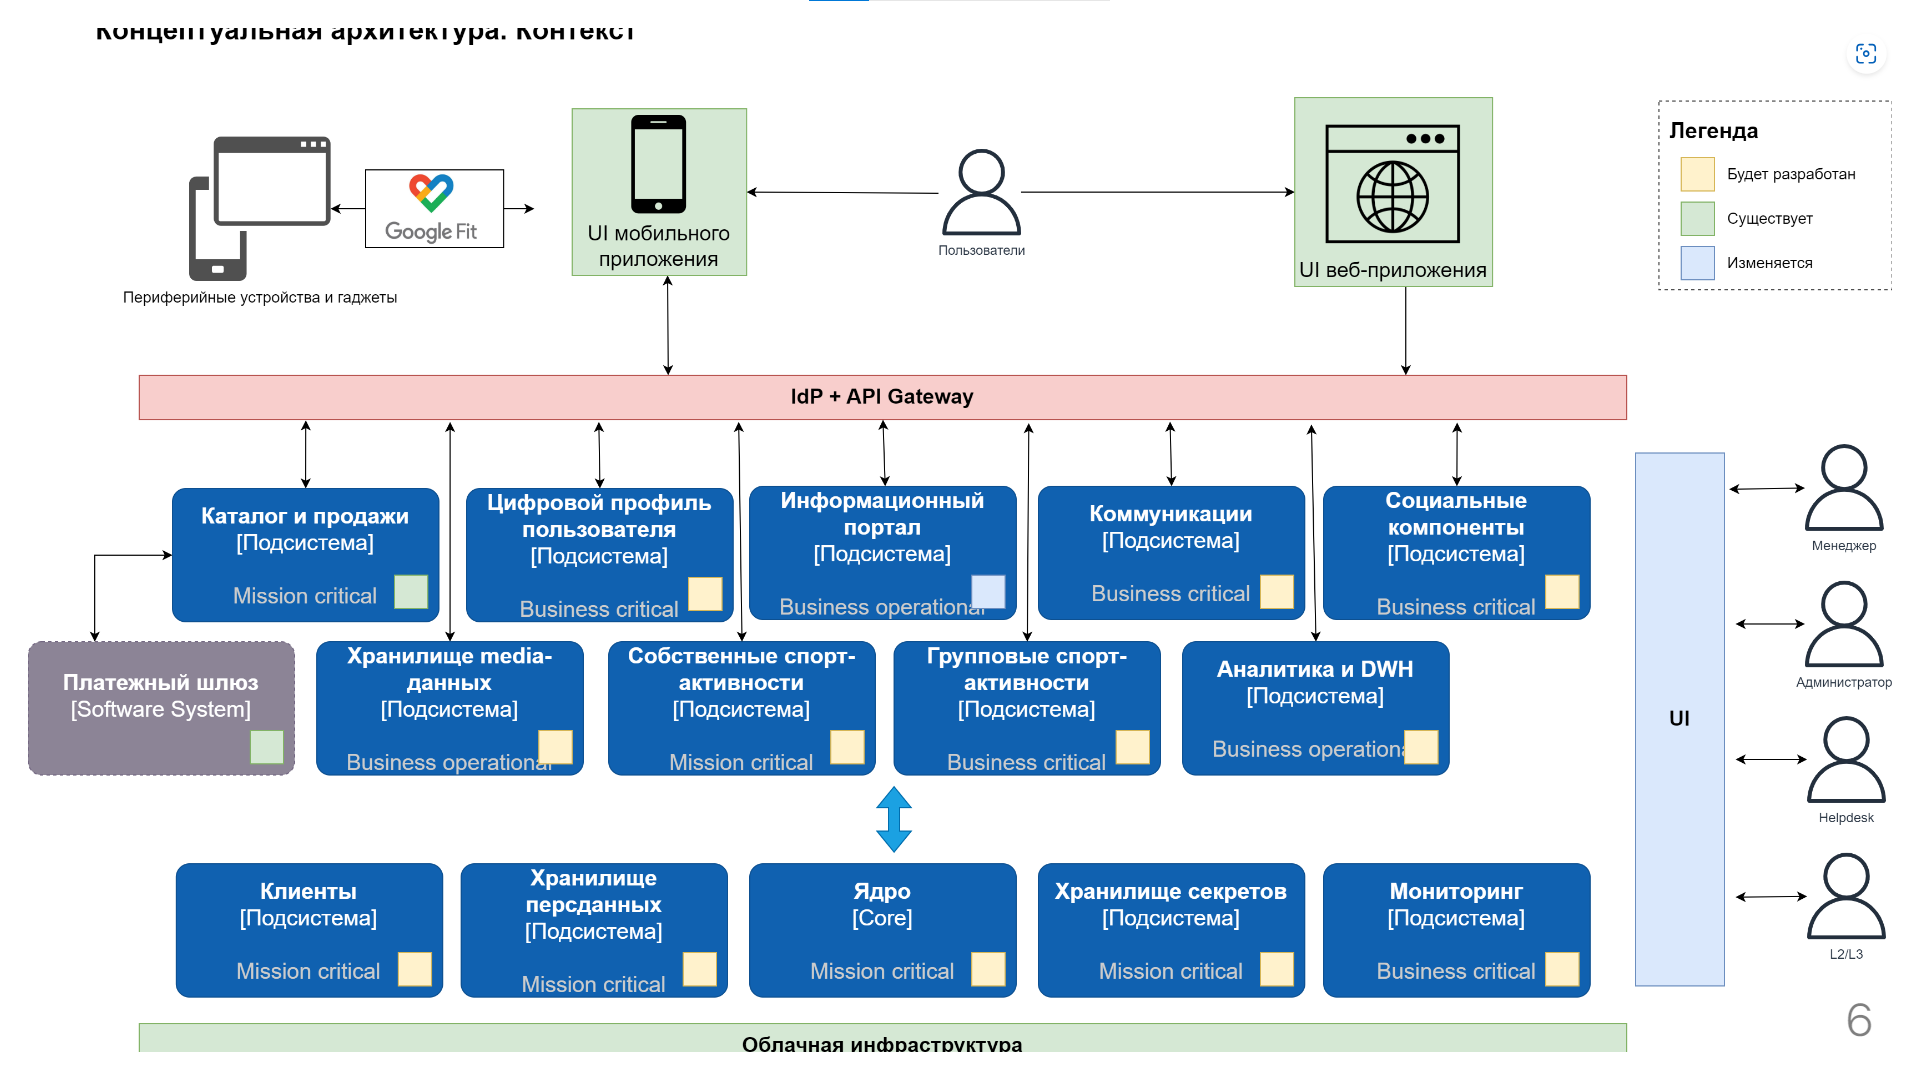 Концептуальная архитектура. Контекст
Легенда
Будет разработан
Существует
Изменяется
Google Fit
UI мобильного
приложения
Пользователи
UI веб-приложения
Периферийные устройства и гаджеты
IdP + API Gateway
Каталог и продажи
[Подсистема]
Mission critical
Цифровой профиль
пользователя
[Подсистема]
Business critical
Информационный
портал
[Подсистема]
Business operational
Коммуникации
[Подсистема]
Business critical
Социальные
компоненты
[Подсистема]
Business critical
Платежный шлюз
[Software System]
Хранилище media-
данных
[Подсистема]
Business operational
Собственные спорт-
активности
[Подсистема]
Mission critical
Групповые спорт-
активности
[Подсистема]
Business critical
Аналитика и DWH
[Подсистема]
Business operational
Клиенты
[Подсистема]
Mission critical
Хранилище
персданных
[Подсистема]
Mission critical
Ядро
[Core]
Mission critical
Хранилище секретов
[Подсистема]
Mission critical
Мониторинг
[Подсистема]
Business critical
UI
Менеджер
Администратор
Helpdesk
L2/L3
Облачная инфраструктура
6